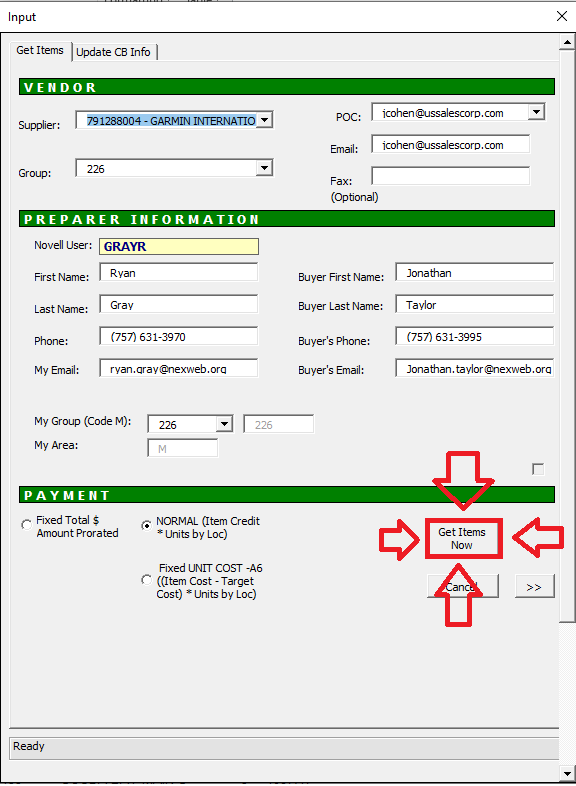 Input
Get Items
Update CB Info
VENDOR
Supplier:
791288004 - GARMIN INTERNATIO
POC:
jcohen@ussalescorp.com
Email:
jcohen@ussalescorp.com
Group:
226
Fax:
(Optional)
PREPARER INFORMATION
Novell User:
GRAYR
First Name:
Ryan
Buyer First Name:
Jonathan
Last Name:
Gray
Buyer Last Name:
Taylor
Phone:
(757) 631-3970
Buyer's Phone:
(757) 631-3995
My Email:
ryan.gray@nexweb.org
Buyer's Email:
Jonathan.taylor@nexweb.org
My Group (Code M):
226
226
My Area:
M
PAYMENT
Fixed Total $
Amount Prorated
NORMAL (Item Credit
* Units by Loc)
Get Items
Now
Fixed UNIT COST -A6
((Item Cost - Target
Cost) * Units by Loc)
Cancel
>>
Ready